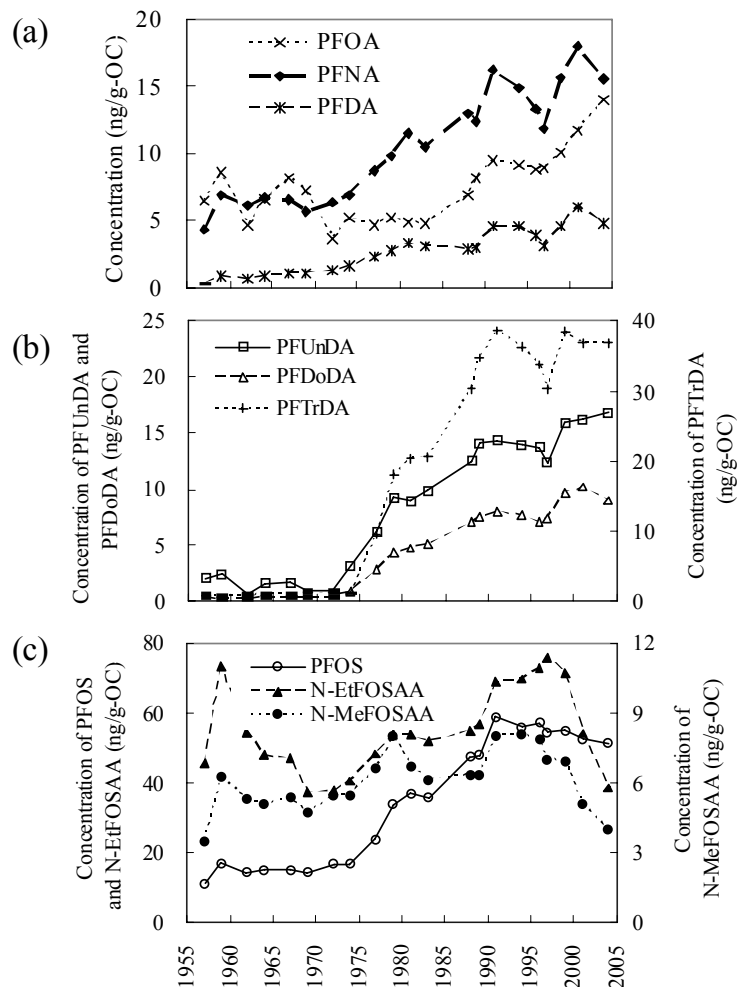 (a)
Concentration (ng/g-OC)
20
15
10
5
0
PFOA
PFNA
PFDA
(b)
Concentration of PFUnDA and
PFDoDA (ng/g-OC)
25
20
15
10
5
0
PFUnDA
PFDoDA
PFTrDA
40
30
20
10
0
Concentration of PFTrDA
(ng/g-OC)
(c)
Concentration of PFOS
and N-EtFOSAA (ng/g-OC)
80
60
40
20
0
PFOS
N-EtFOSAA
N-MeFOSAA
12
9
6
3
0
Concentration of
N-MeFOSAA (ng/g-OC)
1955
1960
1965
1970
1975
1980
1985
1990
1995
2000
2005